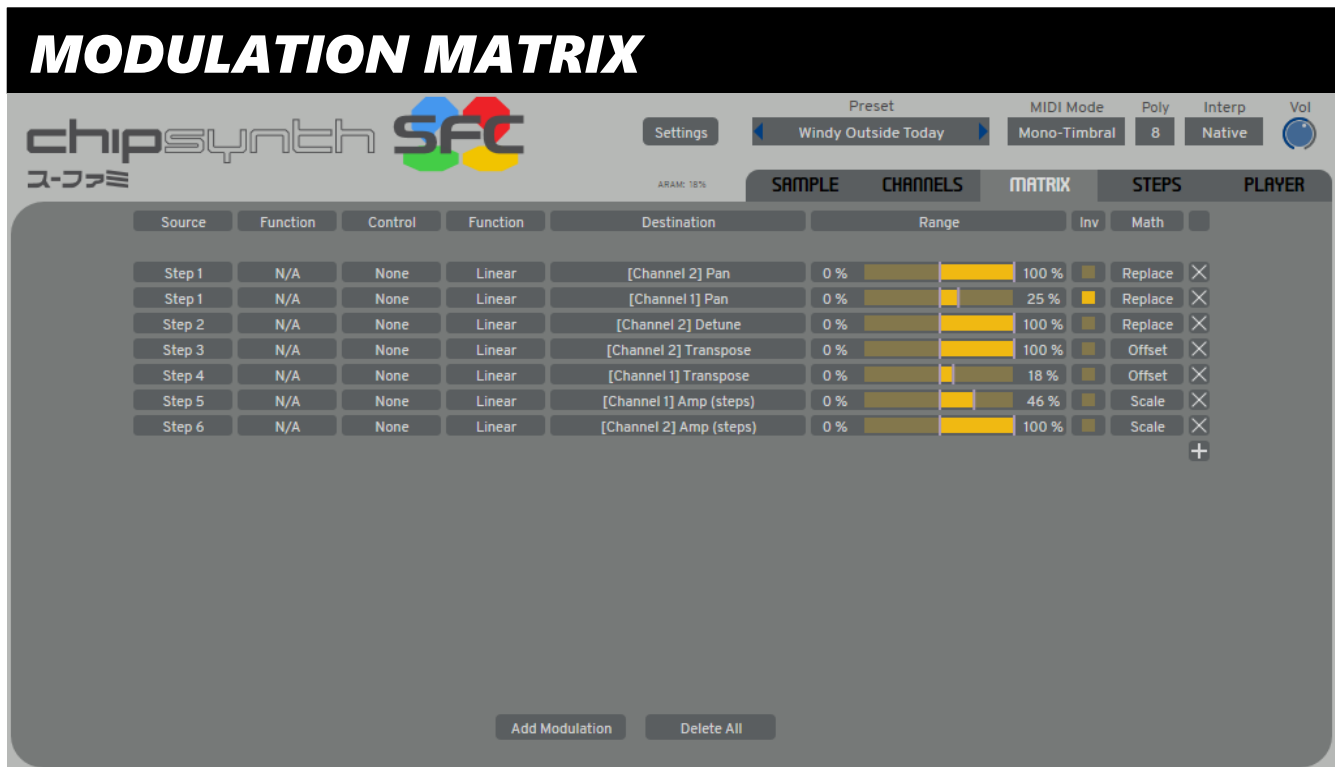 MODULATION MATRIX
Preset MIDI Mode Poly Interp Vol
chipsynth SFC Settings Windy Outside Today Mono-Timbral 8 Native
スーファミ ARAM: 18% SAMPLE CHANNELS MATRIX STEPS PLAYER
Source Function Control Function Destination Range Inv Math
Step 1 N/A None Linear [Channel 2] Pan 0 % 100 % Replace
Step 1 N/A None Linear [Channel 1] Pan 0 % 25 % Replace
Step 2 N/A None Linear [Channel 2] Detune 0 % 100 % Replace
Step 3 N/A None Linear [Channel 2] Transpose 0 % 100 % Offset
Step 4 N/A None Linear [Channel 1] Transpose 0 % 18 % Offset
Step 5 N/A None Linear [Channel 1] Amp (steps) 0 % 46 % Scale
Step 6 N/A None Linear [Channel 2] Amp (steps) 0 % 100 % Scale
Add Modulation Delete All